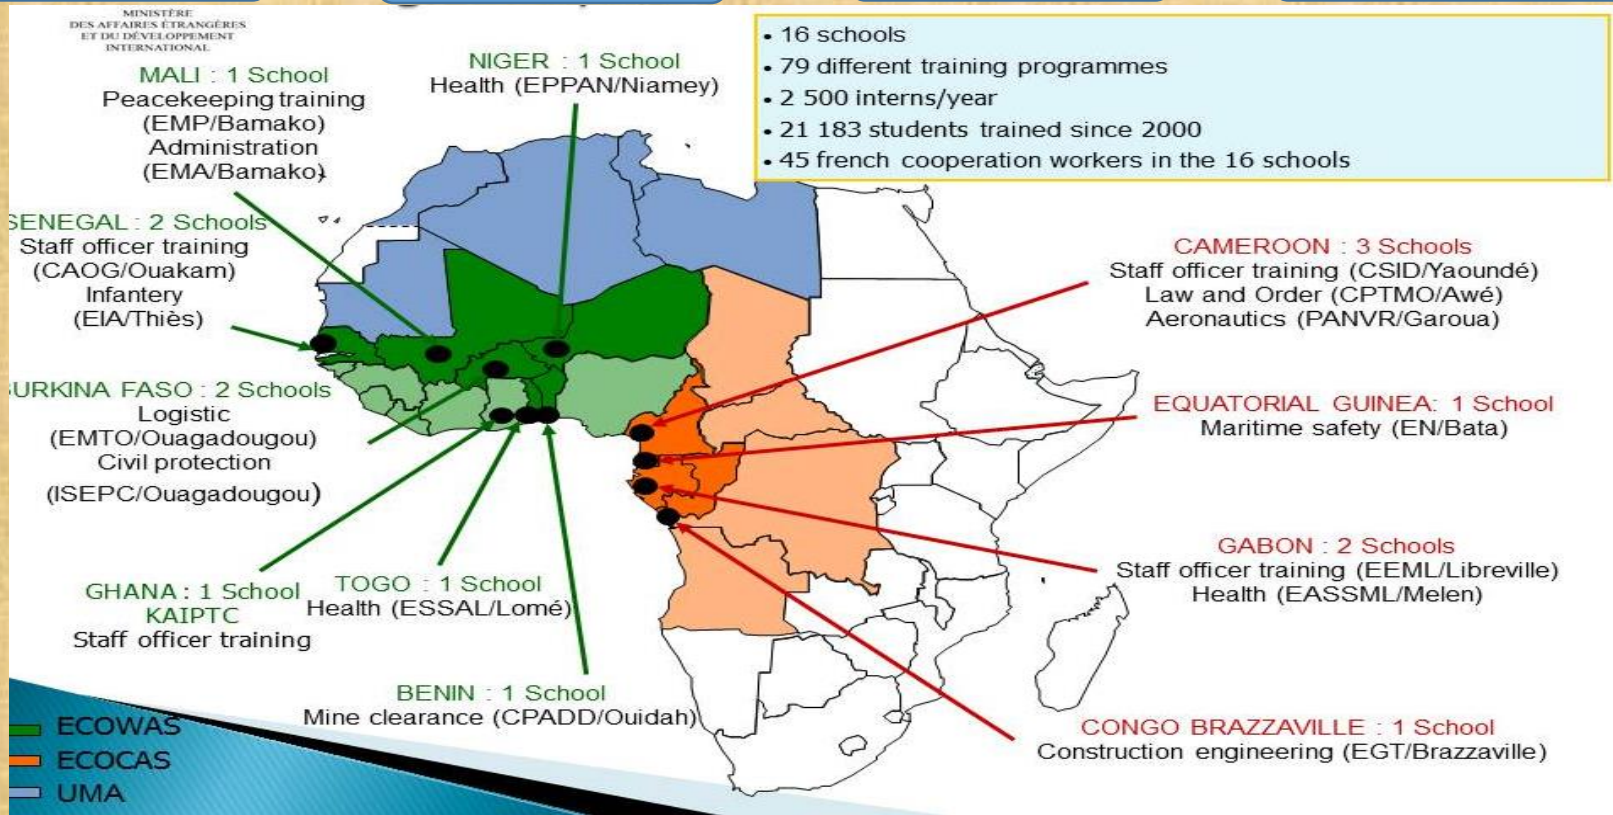 MINISTÈRE
DES AFFAIRES ÉTRANGÈRES
ET DU DÉVELOPPEMENT
INTERNATIONAL
• 16 schools
• 79 different training programmes
• 2 500 interns/year
• 21 183 students trained since 2000
• 45 french cooperation workers in the 16 schools
MALI : 1 School
Peacekeeping training
(EMP/Bamako)
Administration
(EMA/Bamako)
NIGER : 1 School
Health (EPPAN/Niamey)
SENEGAL : 2 Schools
Staff officer training
(CAOG/Ouakam)
Infantery
(EIA/Thiès)
URKINA FASO : 2 Schools
Logistic
(EMTO/Ouagadougou)
Civil protection
(ISEPC/Ouagadougou)
GHANA : 1 School
KAIPTC
Staff officer training
TOGO : 1 School
Health (ESSAL/Lomé)
BENIN : 1 School
Mine clearance (CPADD/Ouidah)
CAMEROON : 3 Schools
Staff officer training (CSID/Yaoundé)
Law and Order (CPTMO/Awé)
Aeronautics (PANVR/Garoua)
EQUATORIAL GUINEA: 1 School
Maritime safety (EN/Bata)
GABON : 2 Schools
Staff officer training (EEML/Libreville)
Health (EASSML/Melen)
CONGO BRAZZAVILLE : 1 School
Construction engineering (EGT/Brazzaville)
ECOWAS
ECOCAS
UMA